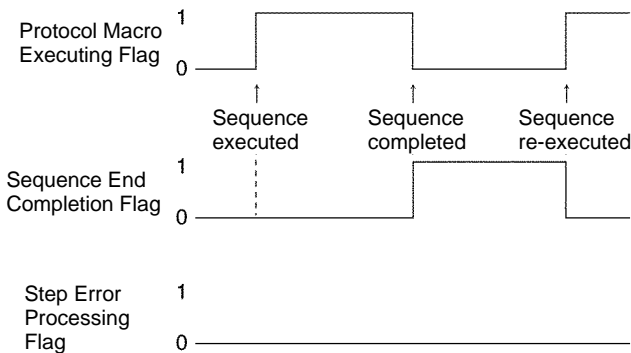 1
Protocol Macro
Executing Flag
0
Sequence executed
Sequence completed
Sequence re-executed
1
Sequence End
Completion Flag
0
1
Step Error
Processing
Flag
0